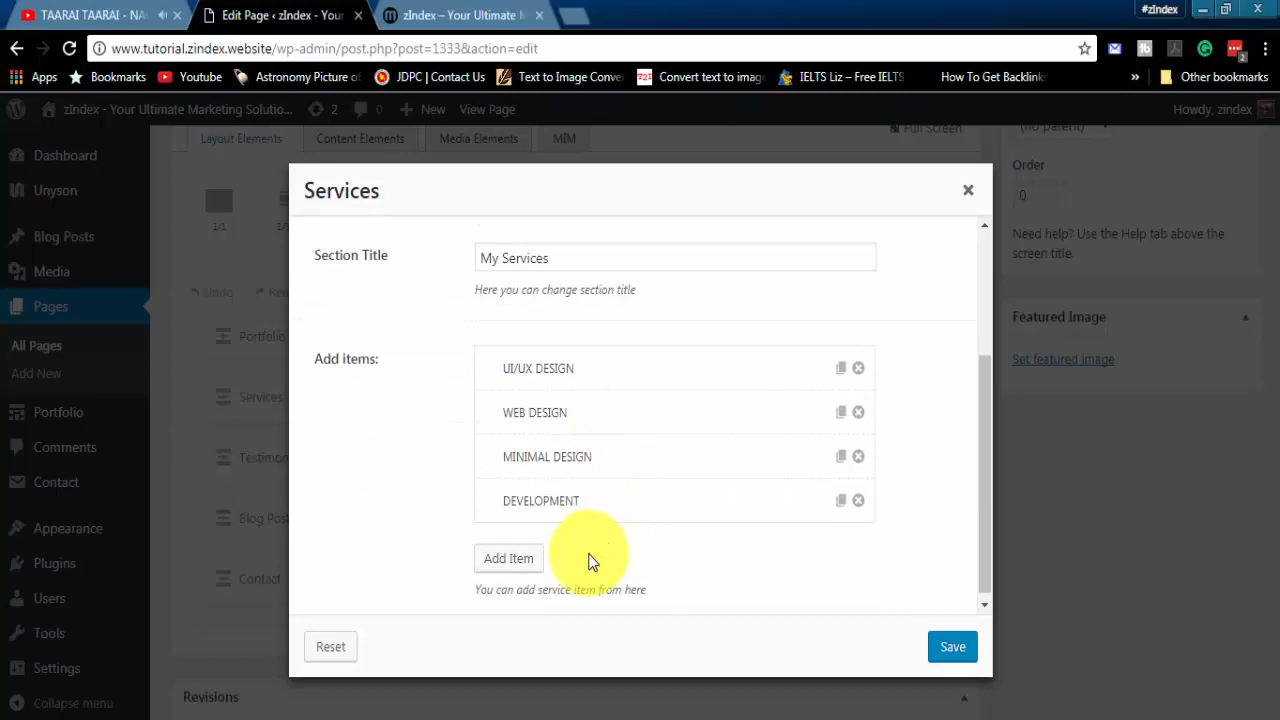 TAARAI TAARAI - NA
Edit Page ‹ zIndex - Your
zIndex – Your Ultimate M
#zIndex
www.tutorial.zindex.website/wp-admin/post.php?post=1333&action=edit
Apps
Bookmarks
Youtube
Astronomy Picture of
JDPC | Contact Us
Text to Image Conve
Convert text to imag
IELTS Liz – Free IELTS
How To Get Backlink
»
Other bookmarks
zIndex - Your Ultimate Marketing Solutio...
2
0
New
View Page
Howdy, zindex
Dashboard
Unyson
Blog Posts
Media
Pages
All Pages
Add New
Portfolio
Comments
Contact
Appearance
Plugins
Users
Tools
Settings
Collapse menu
Layout Elements
Content Elements
Media Elements
MIM
Full Screen
1/1
Undo
Portfolio
Services
Testimo
Blog Post
Contact
Revisions
Services
Section Title
My Services
Here you can change section title
Add items:
UI/UX DESIGN
WEB DESIGN
MINIMAL DESIGN
DEVELOPMENT
Add Item
You can add service item from here
Reset
Save
(no parent)
Order
0
Need help? Use the Help tab above the
screen title.
Featured Image
Set featured image